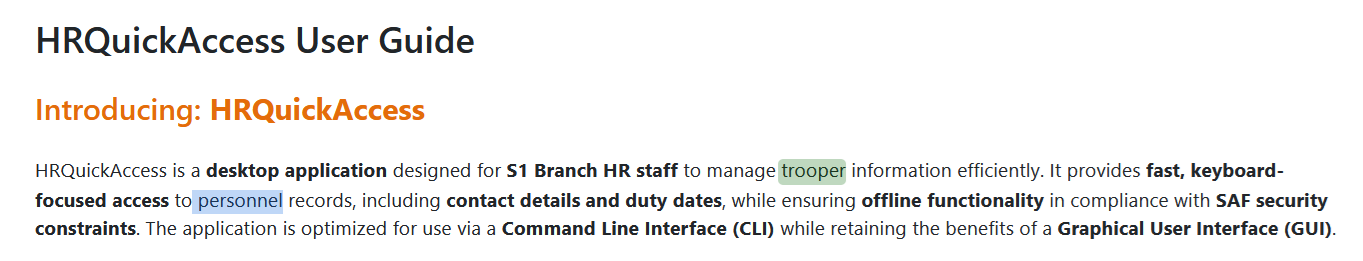 HRQuickAccess User Guide
Introducing: HRQuickAccess
HRQuickAccess is a desktop application designed for S1 Branch HR staff to manage trooper information efficiently. It provides fast, keyboard-
focused access to personnel records, including contact details and duty dates, while ensuring offline functionality in compliance with SAF security
constraints. The application is optimized for use via a Command Line Interface (CLI) while retaining the benefits of a Graphical User Interface (GUI).